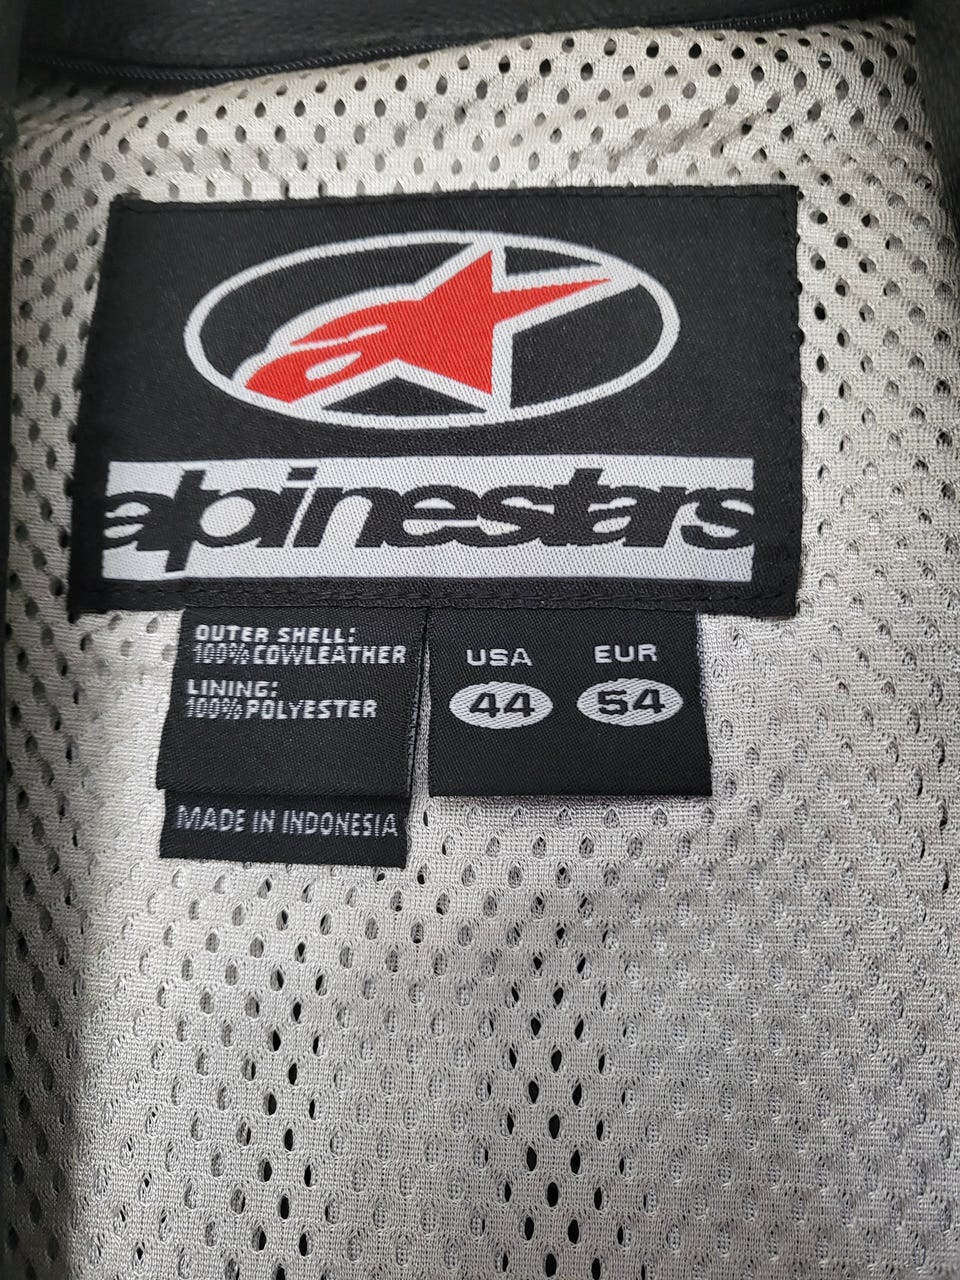 alpinestars
OUTER SHELL:
100% COWLEATHER
LINING:
100% POLYESTER
MADE IN INDONESIA
USA EUR
44 54